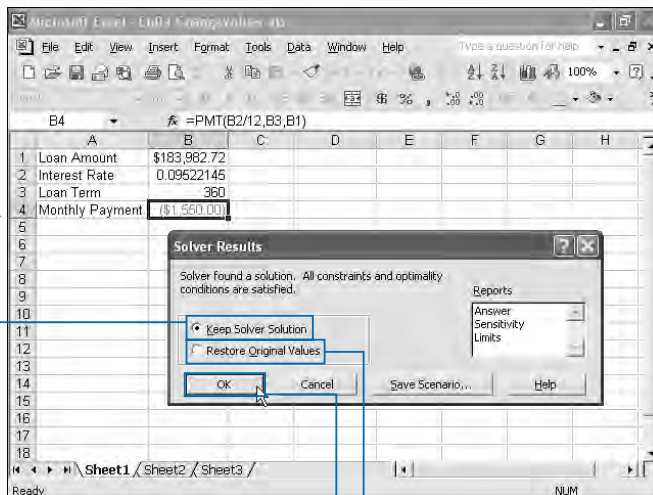 Microsoft Excel - Ch03 ChangeValues.xls
File Edit View Insert Format Tools Data Window Help Type a question for help
100%
B4 fx =PMT(B2/12,B3,B1)
A B C D E F G H
1 Loan Amount $183,982.72
2 Interest Rate 0.09522145
3 Loan Term 360
4 Monthly Payment ($1,550.00)
5
6
7
8
9
10
11
12
13
14
15
16
17
18
Solver Results
Solver found a solution. All constraints and optimality
conditions are satisfied.
Reports
Answer
Sensitivity
Limits
Keep Solver Solution
Restore Original Values
OK Cancel Save Scenario... Help
Sheet1 Sheet2 Sheet3
Ready NUM